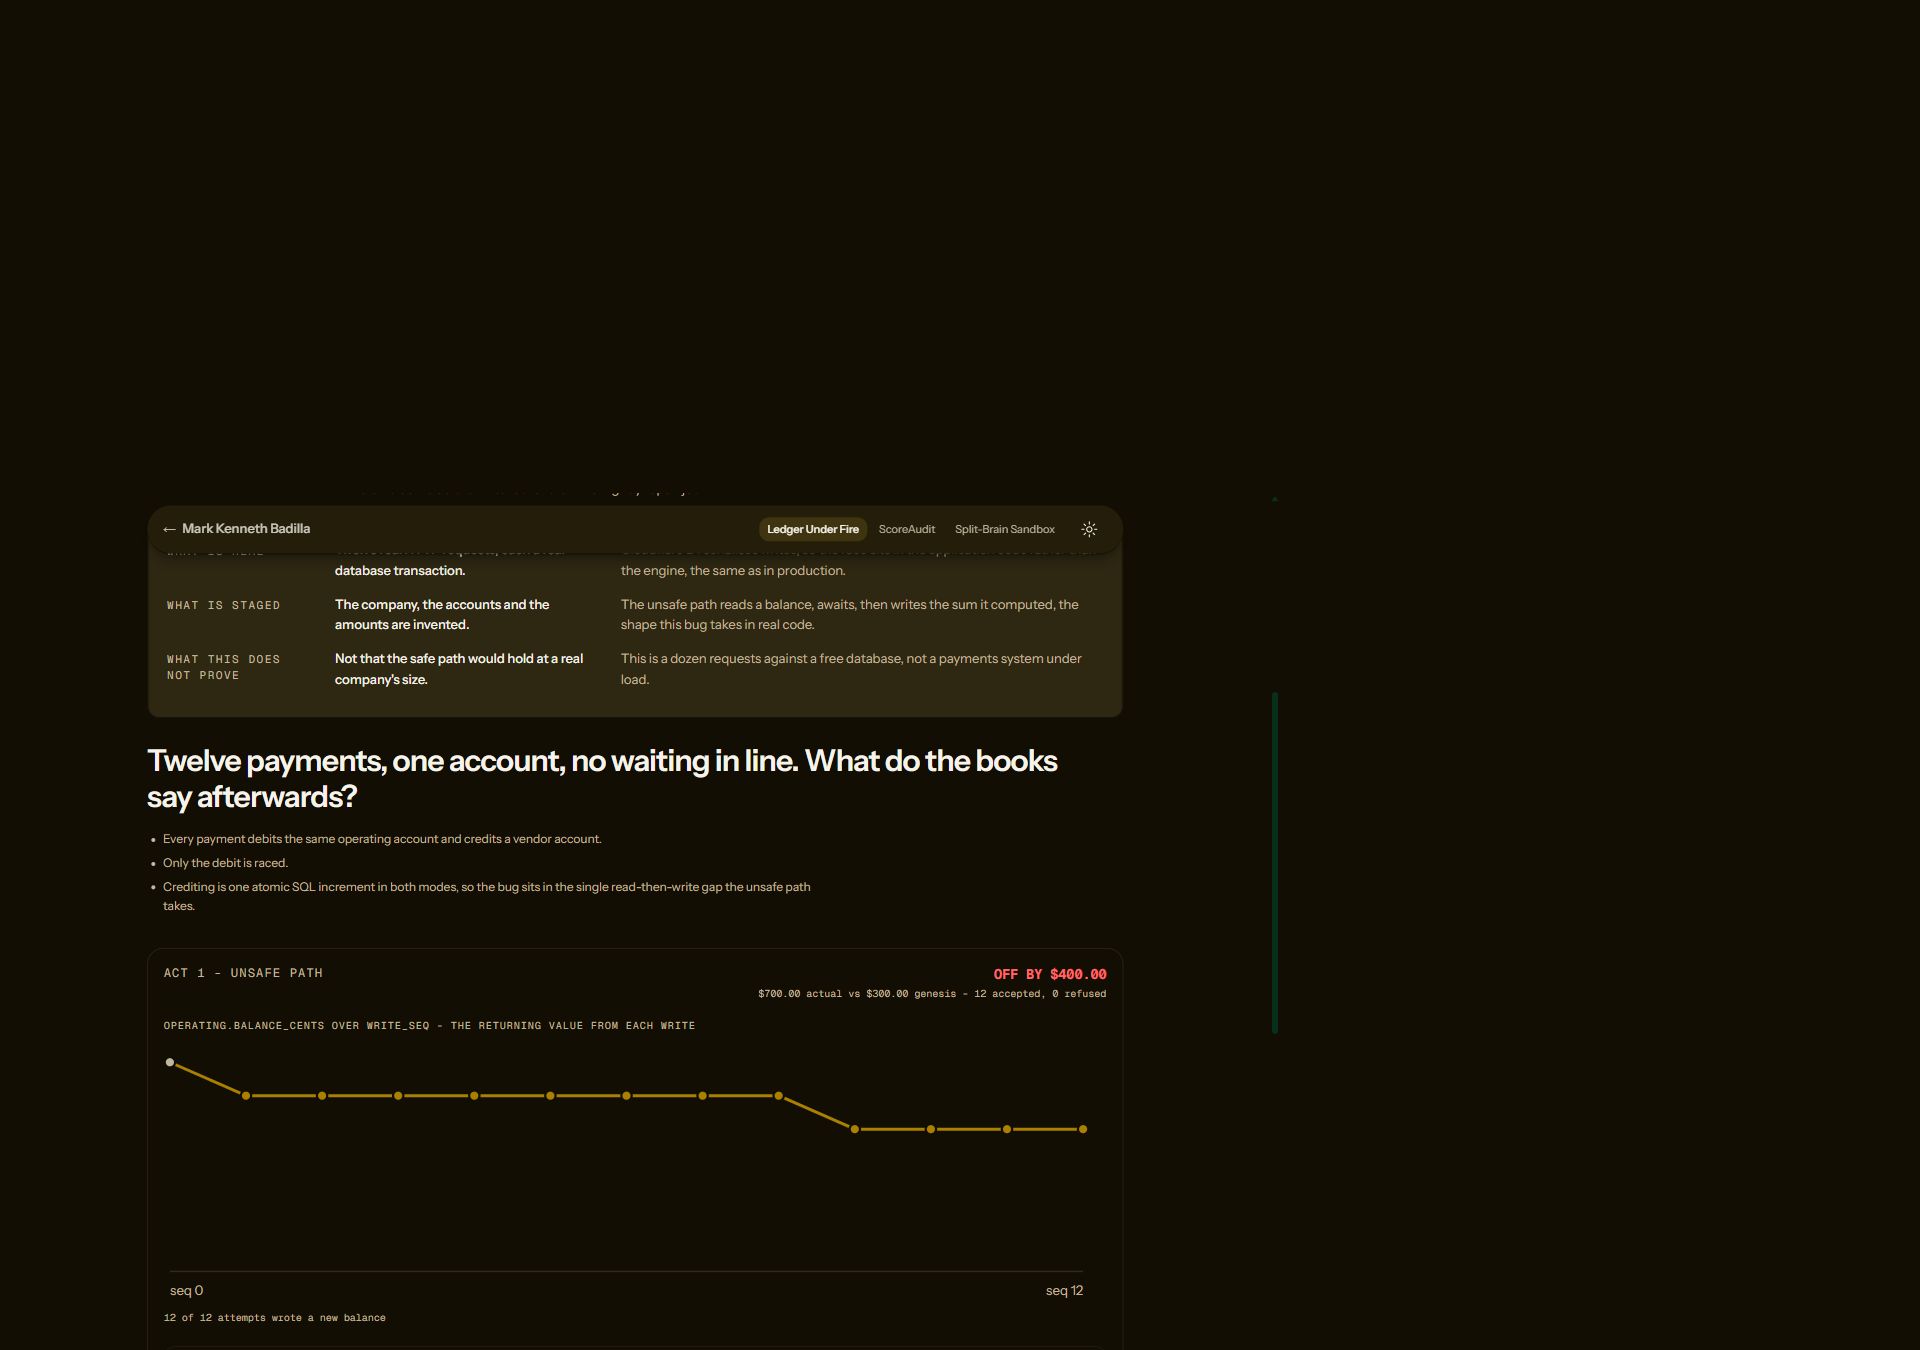 ← Mark Kenneth Badilla
Ledger Under Fire
ScoreAudit
Split-Brain Sandbox
database transaction.
the engine, the same as in production.
WHAT IS STAGED
The company, the accounts and the
amounts are invented.
The unsafe path reads a balance, awaits, then writes the sum it computed, the
shape this bug takes in real code.
WHAT THIS DOES
NOT PROVE
Not that the safe path would hold at a real
company's size.
This is a dozen requests against a free database, not a payments system under
load.
Twelve payments, one account, no waiting in line. What do the books
say afterwards?
• Every payment debits the same operating account and credits a vendor account.
• Only the debit is raced.
• Crediting is one atomic SQL increment in both modes, so the bug sits in the single read-then-write gap the unsafe path
takes.
ACT 1 - UNSAFE PATH
OFF BY $400.00
$700.00 actual vs $300.00 genesis - 12 accepted, 0 refused
OPERATING.BALANCE_CENTS OVER WRITE_SEQ - THE RETURNING VALUE FROM EACH WRITE
seq 0
seq 12
12 of 12 attempts wrote a new balance